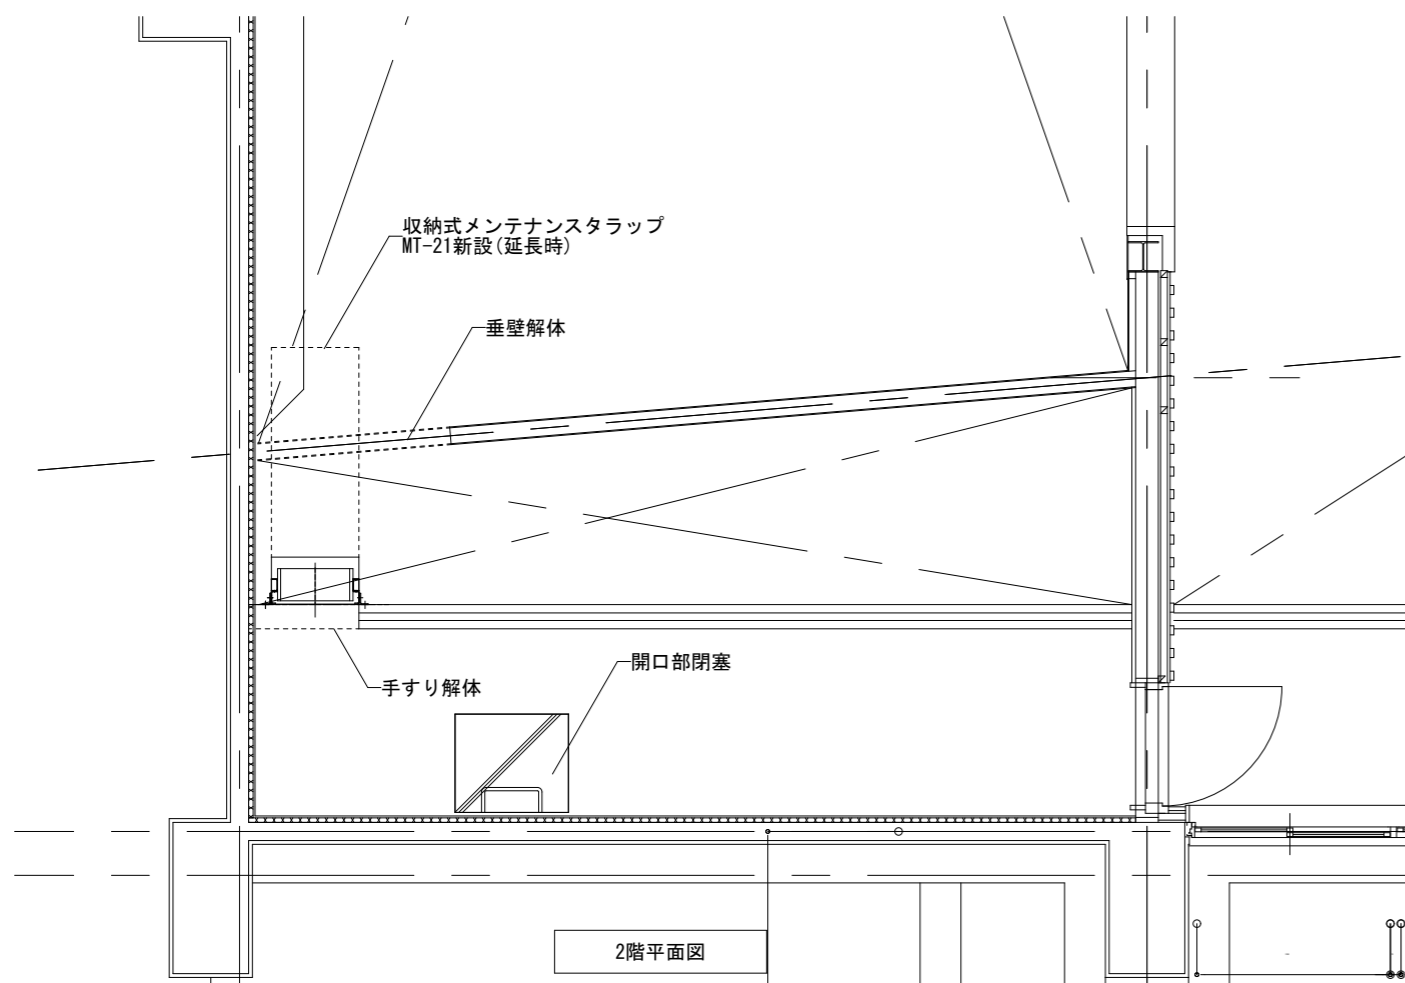 収納式メンテナンスタラップ
MT-21新設(延長時)
垂壁解体
開口部閉塞
手すり解体
2階平面図